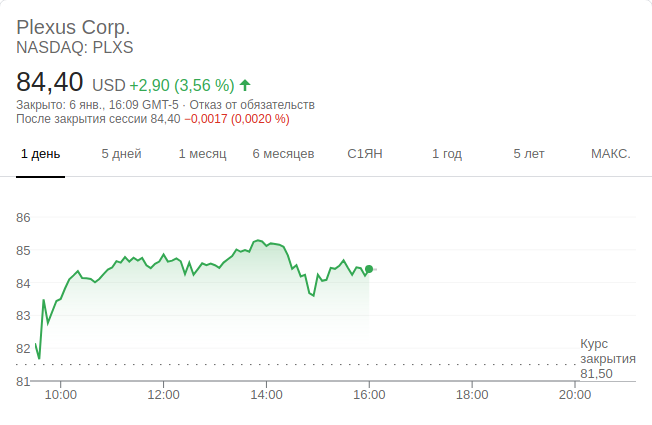 Plexus Corp.
NASDAQ: PLXS
84,40 USD +2,90 (3,56 %)
Закрыто: 6 янв., 16:09 GMT-5 · Отказ от обязательств
После закрытия сессии 84,40 −0,0017 (0,0020 %)
1 день 5 дней 1 месяц 6 месяцев С1ЯН 1 год 5 лет МАКС.
86
85
84
83
82
Курс
закрытия
81,50
81
10:00 12:00 14:00 16:00 18:00 20:00